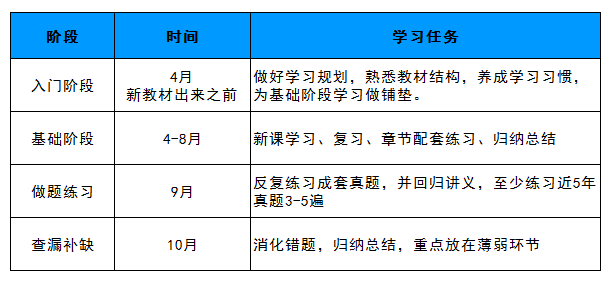 阶段 时间 学习任务
入门阶段 4月 做好学习规划，熟悉教材结构，养成学习习惯，
新教材出来之前 为基础阶段学习做铺垫。
基础阶段 4-8月 新课学习、复习、章节配套练习、归纳总结
做题练习 9月 反复练习成套真题，并回归讲义，至少练习近5年
真题3-5遍
查漏补缺 10月 消化错题，归纳总结，重点放在薄弱环节